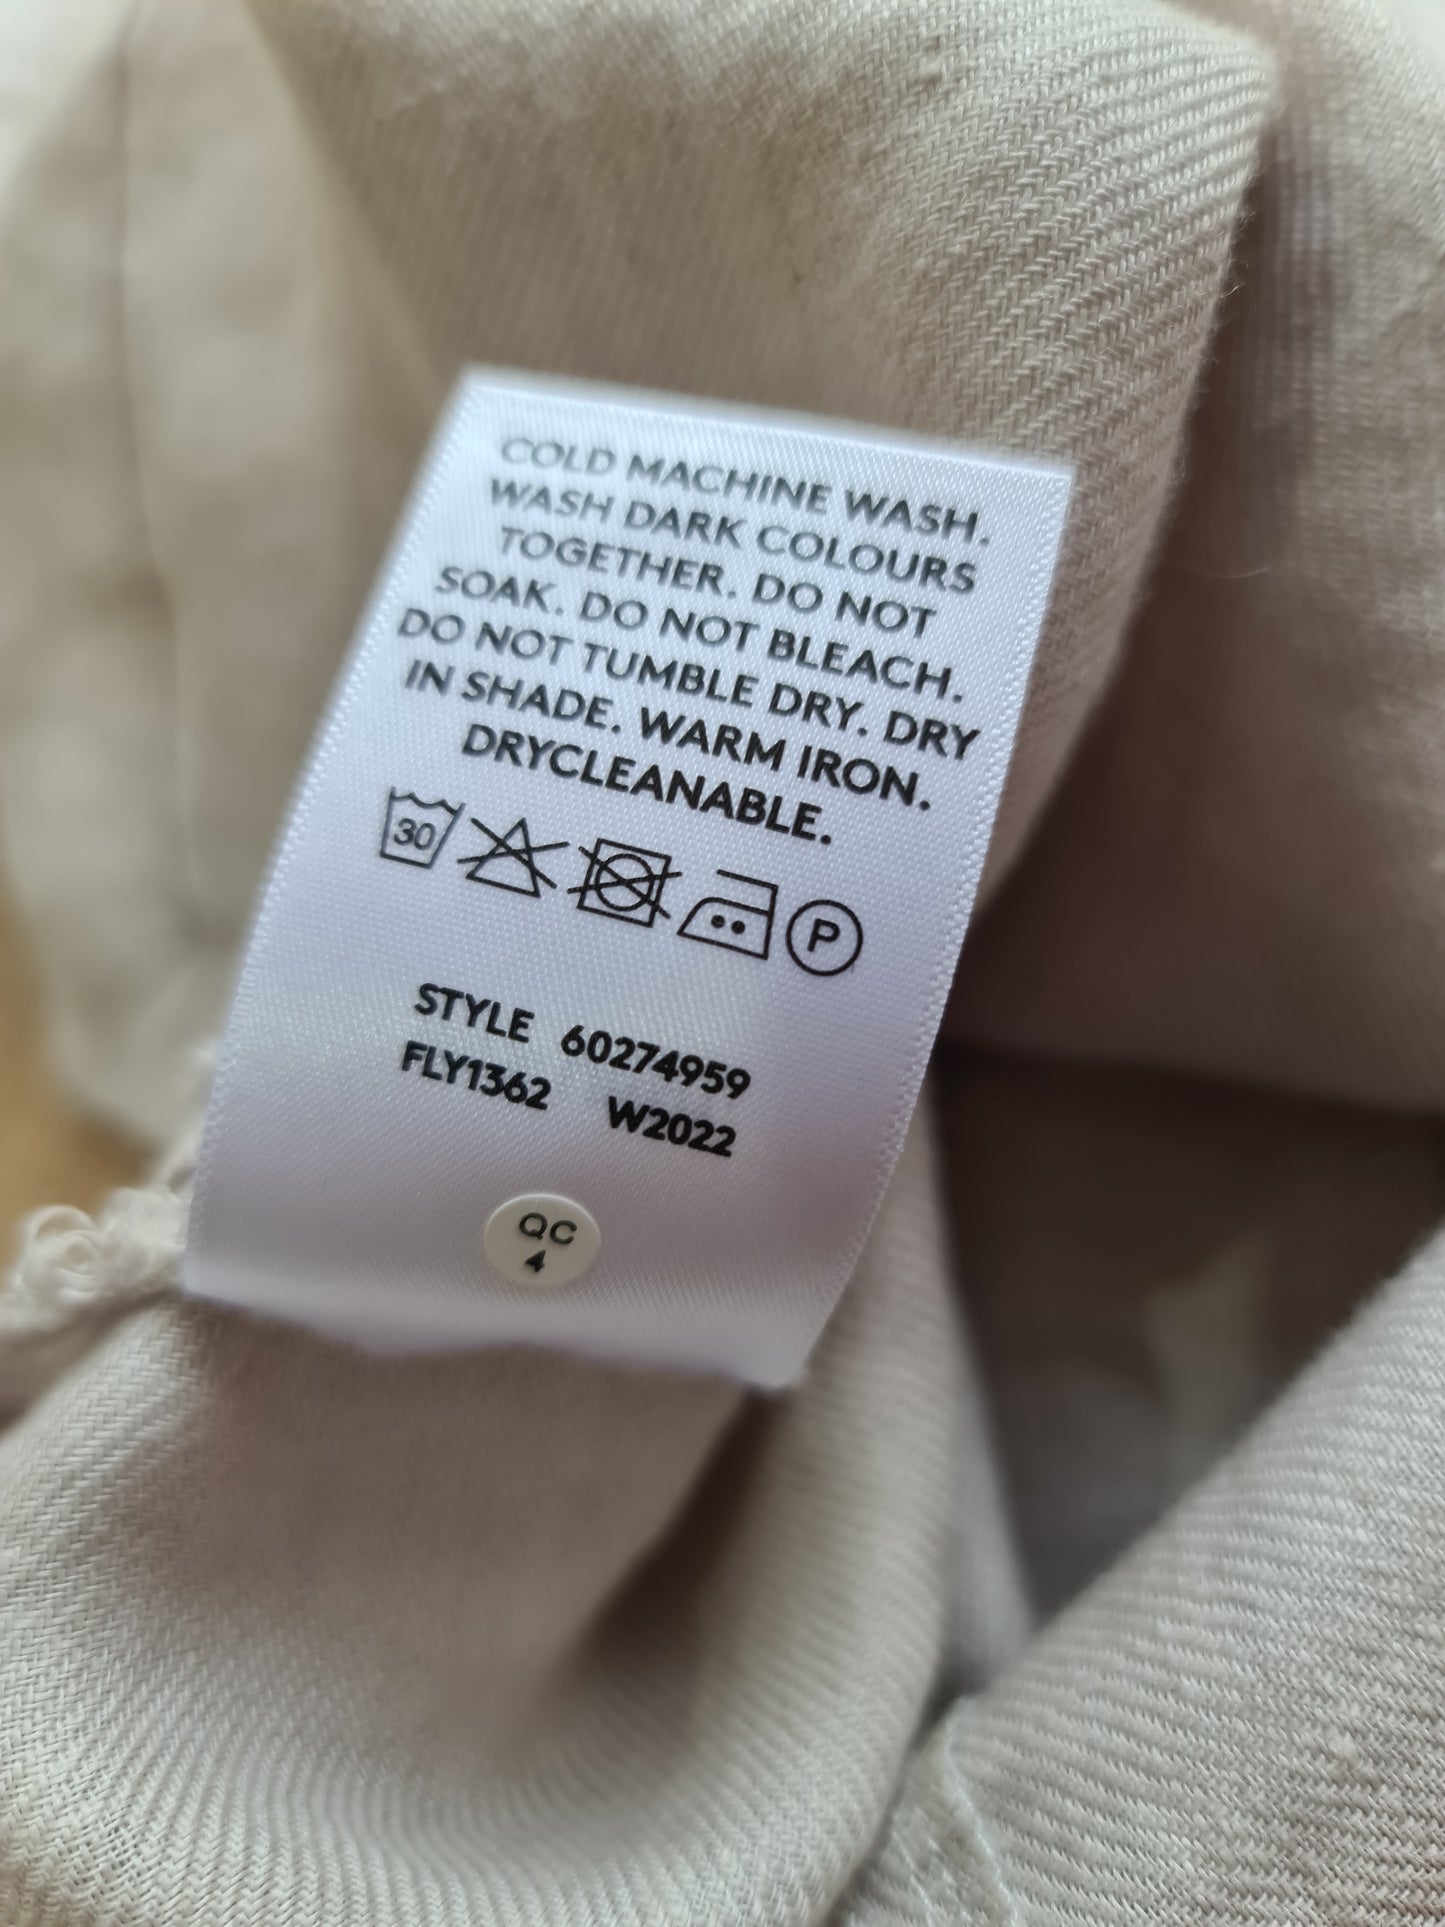 COLD MACHINE WASH.
WASH DARK COLOURS
TOGETHER. DO NOT
SOAK. DO NOT BLEACH.
DO NOT TUMBLE DRY. DRY
IN SHADE. WARM IRON.
DRYCLEANABLE.
30 P
STYLE 60274959
FLY1362 W2022
QC
4